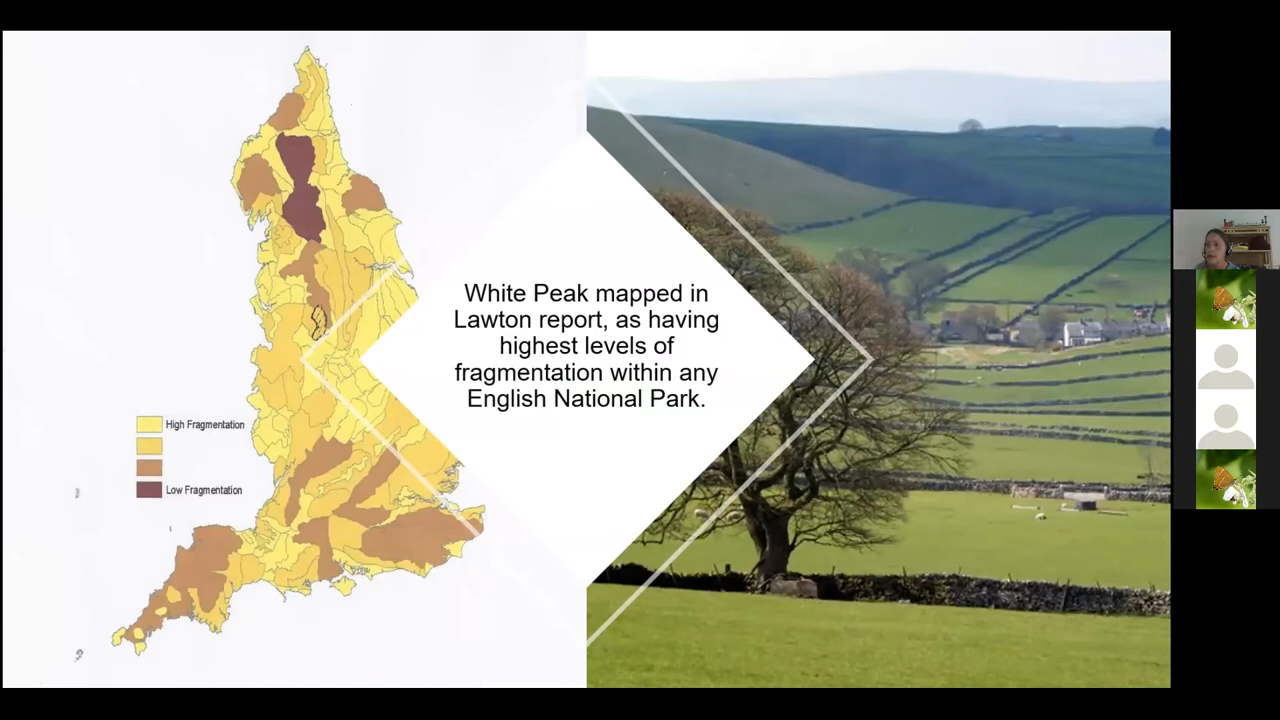 White Peak mapped in
Lawton report, as having
highest levels of
fragmentation within any
English National Park.
High Fragmentation
Low Fragmentation